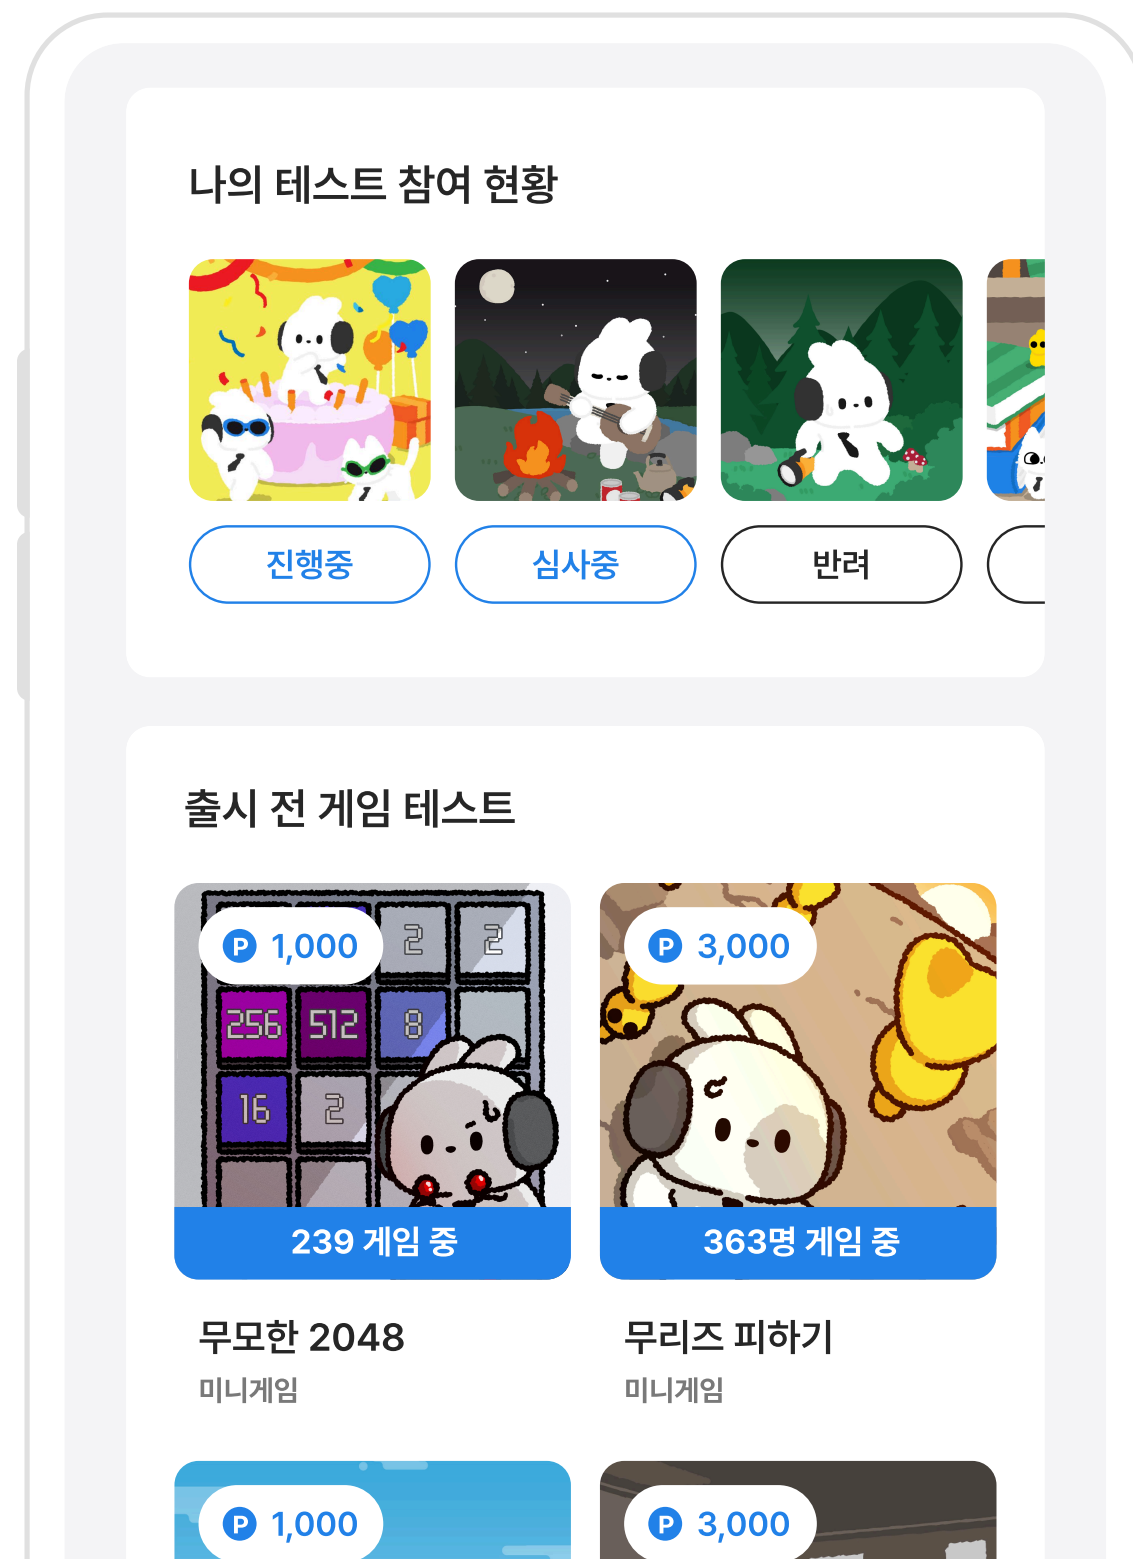 나의 테스트 참여 현황
진행중
심사중
반려
출시 전 게임 테스트
P 1,000
2
2
256
512
8
16
2
239 게임 중
무모한 2048
미니게임
P 3,000
363명 게임 중
무리즈 피하기
미니게임
P 1,000
P 3,000